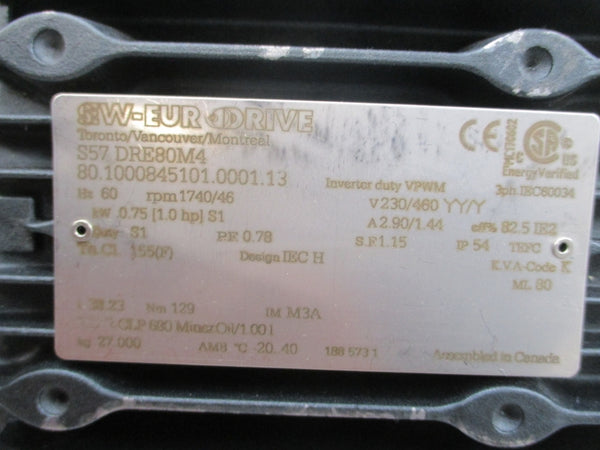 SEW-EURODRIVE
Toronto/Vancouver/Montreal
S57 DRE80M4
80.1000845101.0001.13 Inverter duty VPWM 3ph IEC60034
Hz 60 rpm 1740/46 V 230/460 YY/Y
kW 0.75 [1.0 hp] S1 A 2.90/1.44 eff% 82.5 IE2
Duty S1 P.F. 0.78 S.F. 1.15 IP 54 TEFC
Th.Cl. 155(F) Design IEC H K.V.A-Code K
ML 80
i 38.23 Nm 129 IM M3A
CLP 680 Miner.Oil/1.00 l
kg 27.000 AMB °C -20..40 188 573 1 Assembled in Canada
CE
US
EnergyVerified